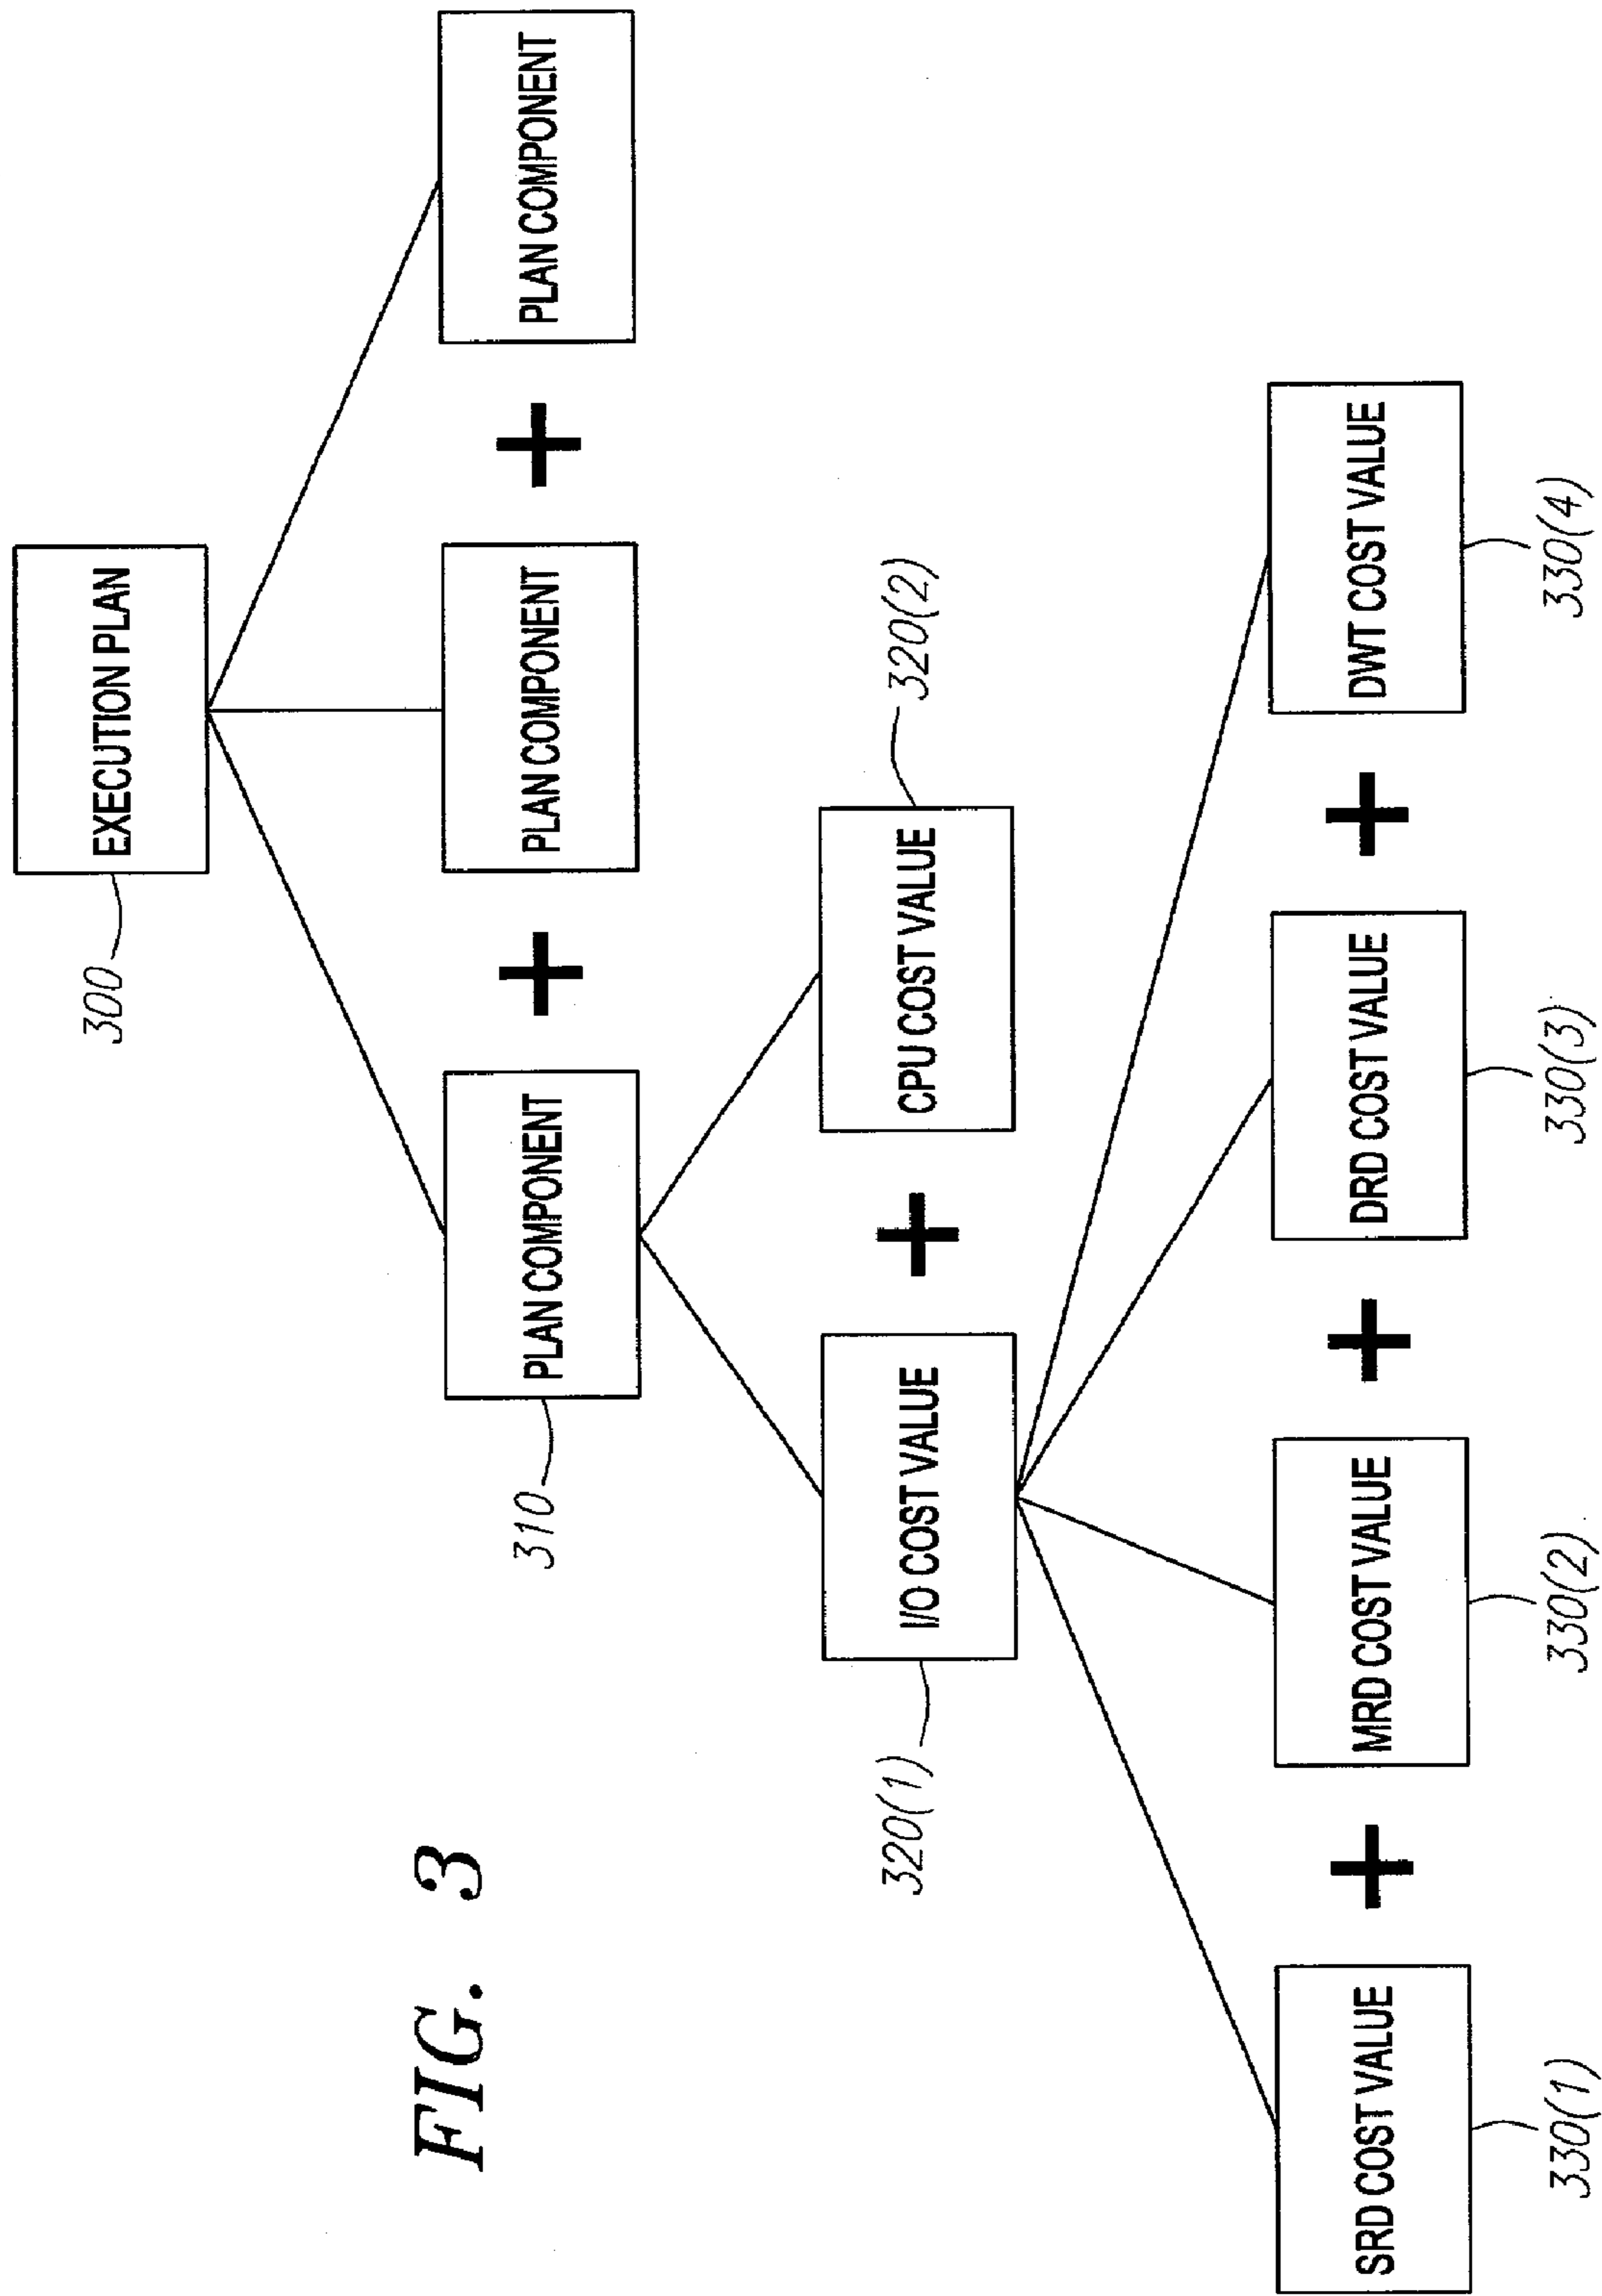 EXECUTION PLAN
300
PLAN COMPONENT
+
PLAN COMPONENT
+
PLAN COMPONENT
310
FIG. 3
I/O COST VALUE
+
CPU COST VALUE
320(1)
320(2)
SRD COST VALUE
+
MRD COST VALUE
+
DRD COST VALUE
+
DWT COST VALUE
330(1)
330(2)
330(3)
330(4)